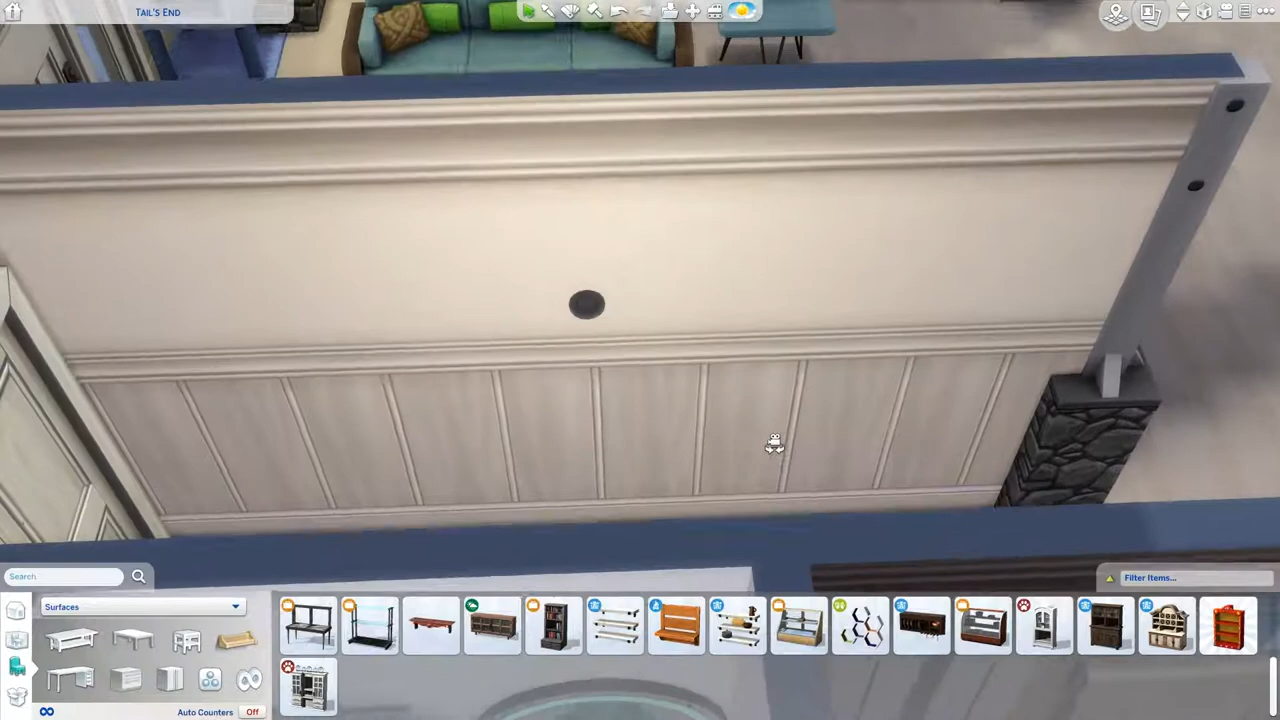 TAIL'S END
Search
Filter Items...
Surfaces
Auto Counters Off